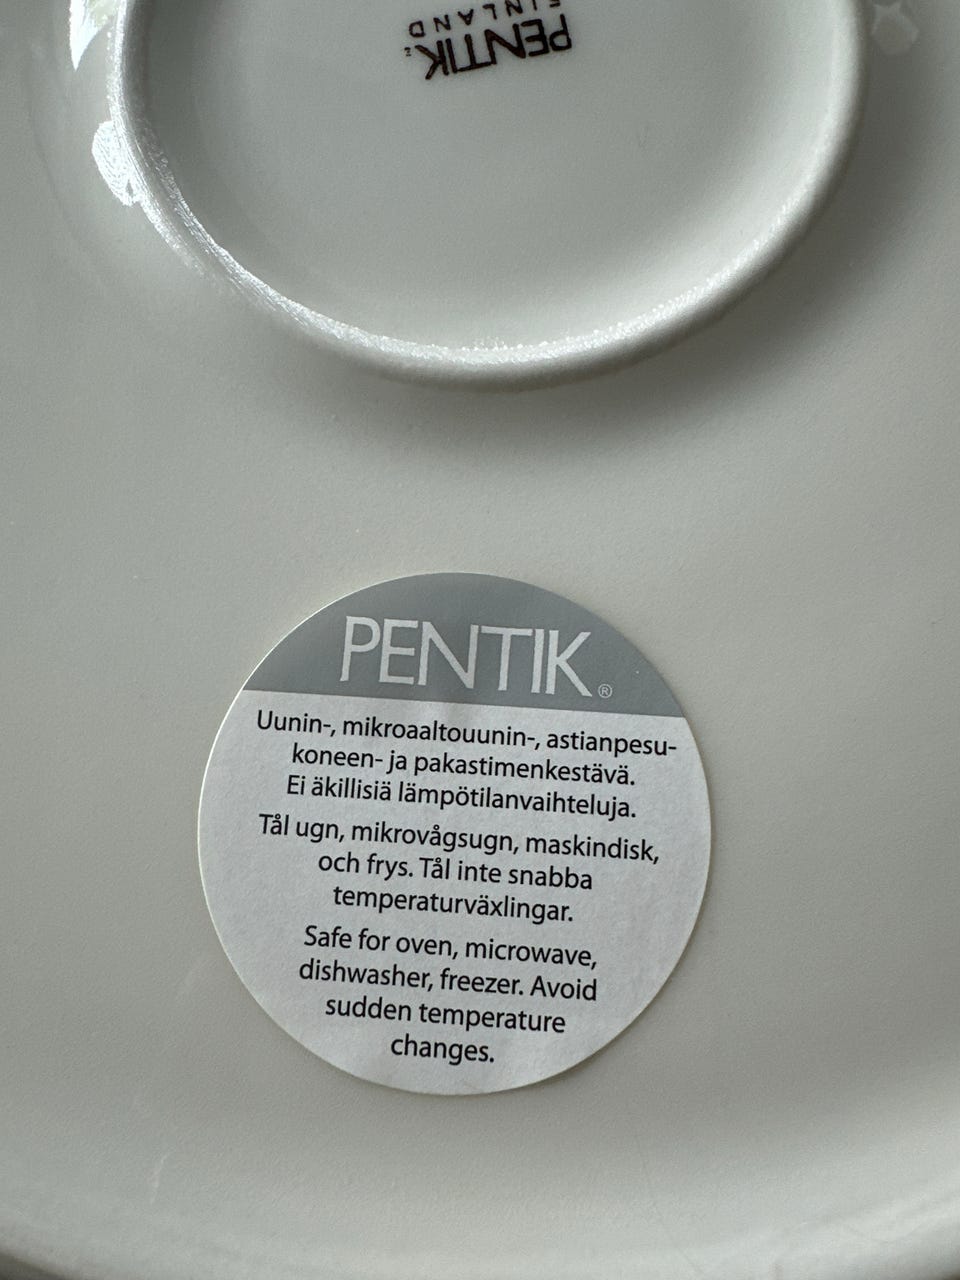 PENTIK
FINLAND
PENTIK®
Uunin-, mikroaaltouunin-, astianpesu-
koneen- ja pakastimenkestävä.
Ei äkillisiä lämpötilanvaihteluja.
Tål ugn, mikrovågsugn, maskindisk,
och frys. Tål inte snabba
temperaturväxlingar.
Safe for oven, microwave,
dishwasher, freezer. Avoid
sudden temperature
changes.